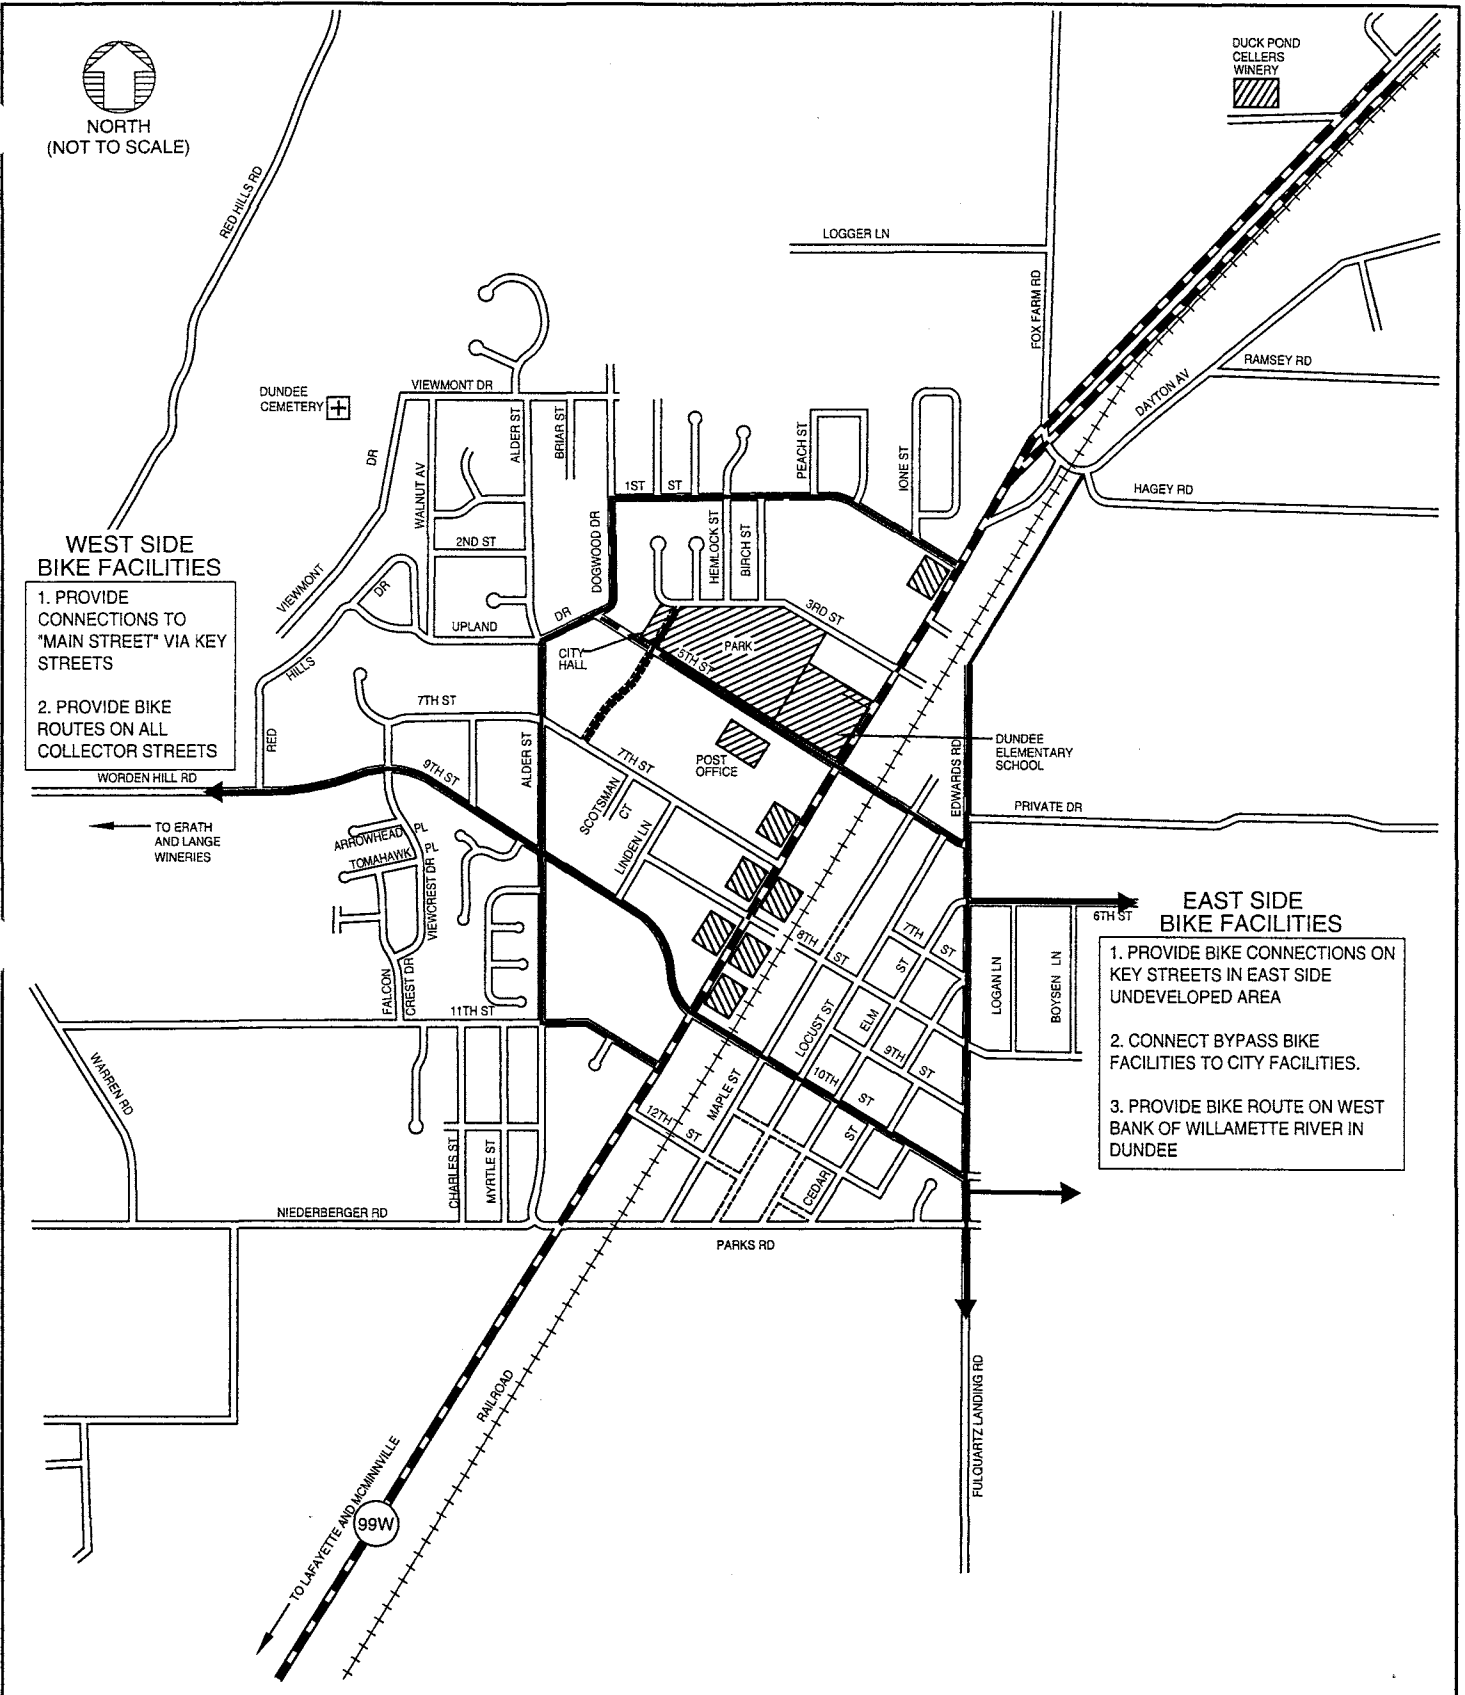 DUCK POND
CELLERS
WINERY
NORTH
(NOT TO SCALE)
RED HILLS RD
LOGGER LN
FOX FARM RD
RAMSEY RD
DAYTON AV
HAGEY RD
DUNDEE
CEMETERY
VIEWMONT DR
ALDER ST
BRIAR ST
DR
WALNUT AV
PEACH ST
IONE ST
1ST ST
2ND ST
DOGWOOD DR
HEMLOCK ST
BIRCH ST
WEST SIDE
BIKE FACILITIES
1. PROVIDE
CONNECTIONS TO
"MAIN STREET" VIA KEY
STREETS
2. PROVIDE BIKE
ROUTES ON ALL
COLLECTOR STREETS
VIEWMONT
DR
UPLAND
DR
3RD ST
CITY
HALL
PARK
5TH ST
HILLS
RED
7TH ST
ALDER ST
9TH ST
7TH ST
POST
OFFICE
DUNDEE
ELEMENTARY
SCHOOL
EDWARDS RD
PRIVATE DR
WORDEN HILL RD
TO ERATH
AND LANGE
WINERIES
ARROWHEAD PL
TOMAHAWK PL
VIEWCREST DR
SCOTSMAN
CT
LINDEN LN
6TH ST
EAST SIDE
BIKE FACILITIES
1. PROVIDE BIKE CONNECTIONS ON
KEY STREETS IN EAST SIDE
UNDEVELOPED AREA
2. CONNECT BYPASS BIKE
FACILITIES TO CITY FACILITIES.
3. PROVIDE BIKE ROUTE ON WEST
BANK OF WILLAMETTE RIVER IN
DUNDEE
7TH ST
8TH ST
ST
LOGAN LN
BOYSEN LN
FALCON
CREST DR
11TH ST
LOCUST ST
ELM
9TH ST
10TH ST
MAPLE ST
12TH ST
ST
CEDAR
WARREN RD
CHARLES ST
MYRTLE ST
NIEDERBERGER RD
PARKS RD
RAILROAD
FULQUARTZ LANDING RD
TO LAFAYETTE AND MCMINNVILLE
99W